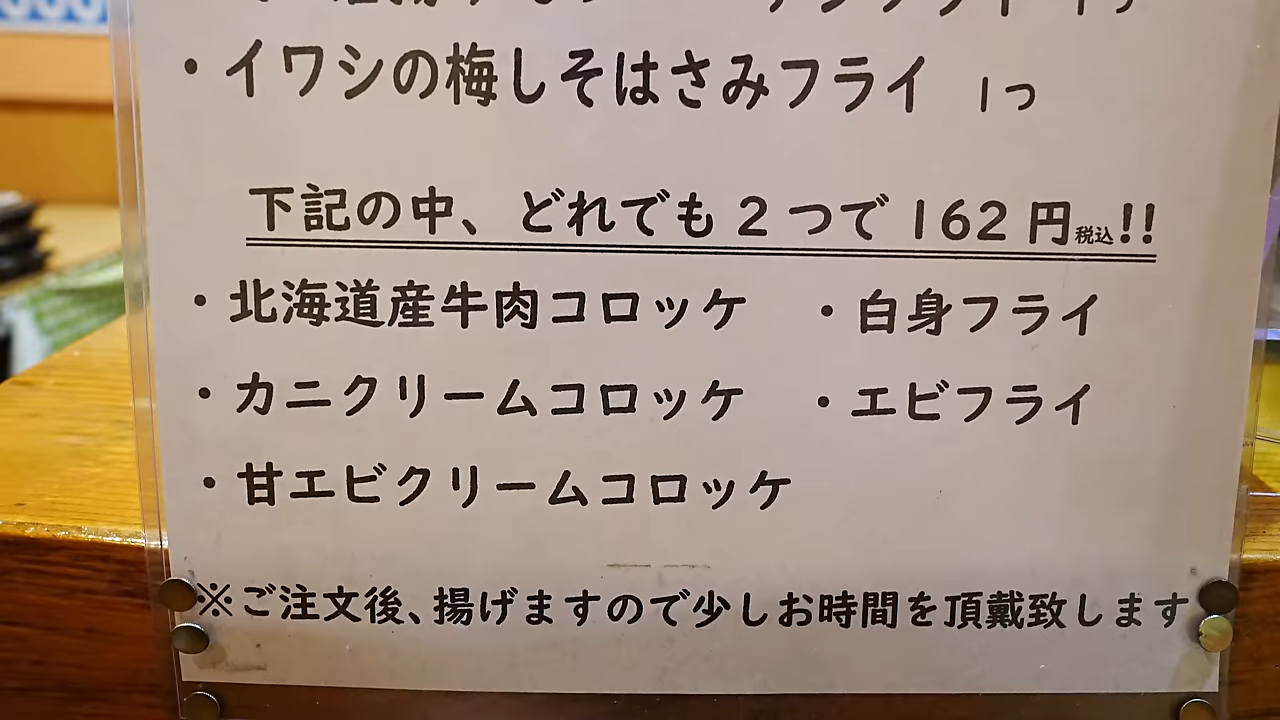 ・イワシの梅しそはさみフライ 1つ
下記の中、どれでも2つで162円税込!!
・北海道産牛肉コロッケ ・白身フライ
・カニクリームコロッケ ・エビフライ
・甘エビクリームコロッケ
※ご注文後、揚げますので少しお時間を頂戴致します